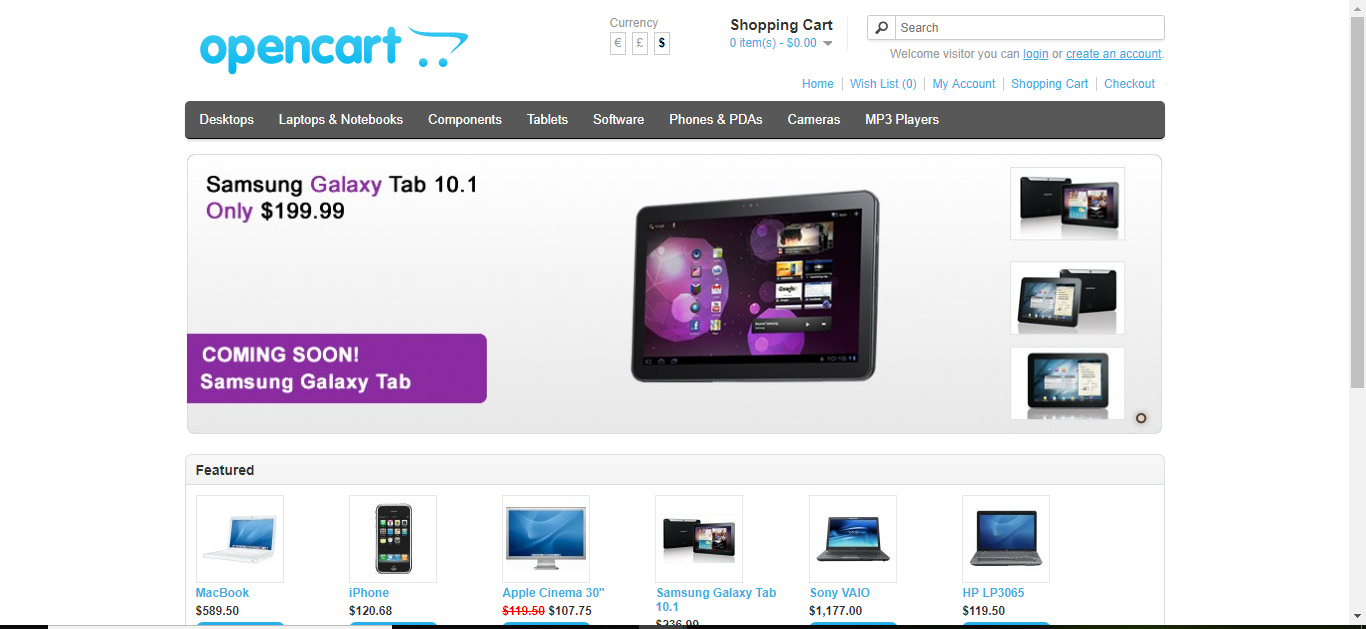 opencart
Currency
€ £ $
Shopping Cart
0 item(s) - $0.00
Search
Welcome visitor you can login or create an account.
Home Wish List (0) My Account Shopping Cart Checkout
Desktops Laptops & Notebooks Components Tablets Software Phones & PDAs Cameras MP3 Players
Samsung Galaxy Tab 10.1
Only $199.99
COMING SOON!
Samsung Galaxy Tab
Featured
MacBook
$589.50
iPhone
$120.68
Apple Cinema 30"
$119.50 $107.75
Samsung Galaxy Tab
10.1
$236.99
Sony VAIO
$1,177.00
HP LP3065
$119.50